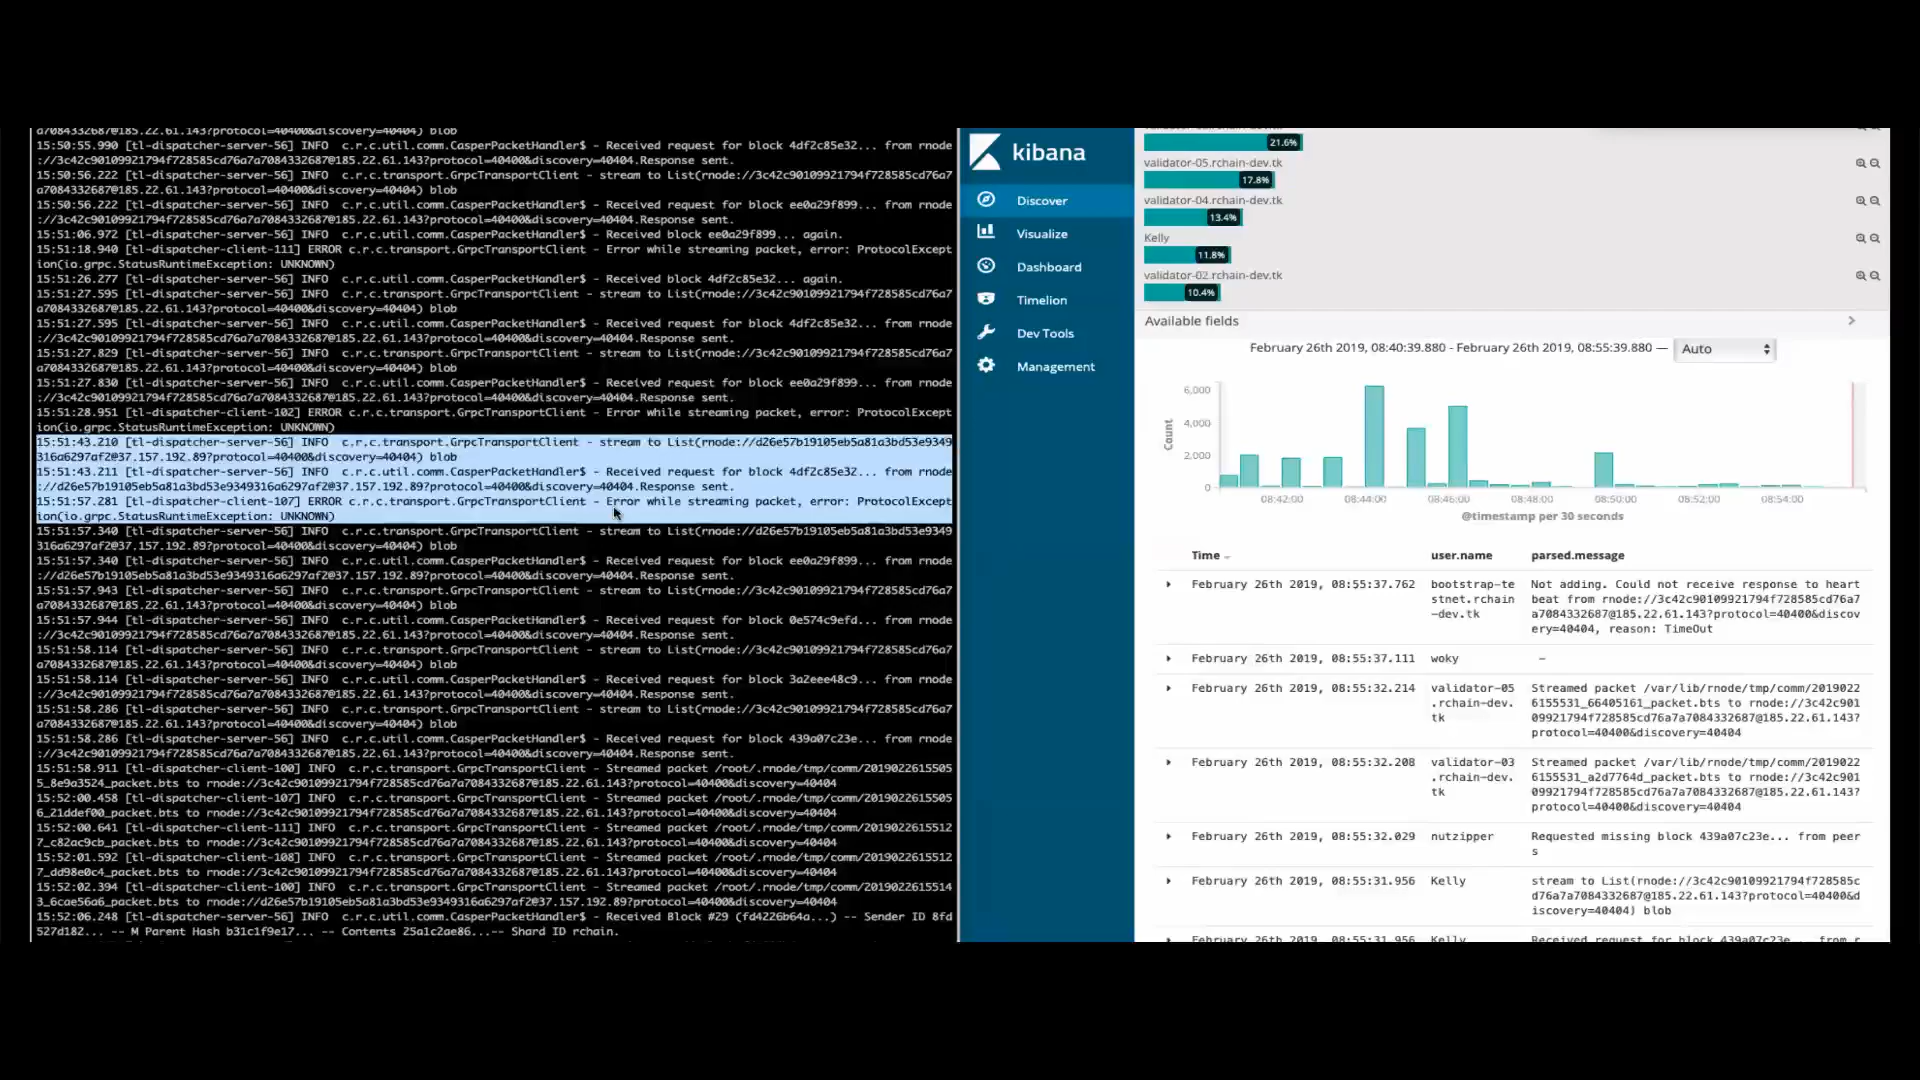 a7084332687@185.22.61.143?protocol=40400&discovery=40404) blob
15:50:55.990 [tl-dispatcher-server-56] INFO  c.r.c.util.comm.CasperPacketHandler$ - Received request for block 4df2c85e32... from rnode
://3c42c90109921794f728585cd76a7a7084332687@185.22.61.143?protocol=40400&discovery=40404.Response sent.
15:50:56.222 [tl-dispatcher-server-56] INFO  c.r.c.transport.GrpcTransportClient - stream to List(rnode://3c42c90109921794f728585cd76a7
a7084332687@185.22.61.143?protocol=40400&discovery=40404) blob
15:50:56.222 [tl-dispatcher-server-56] INFO  c.r.c.util.comm.CasperPacketHandler$ - Received request for block ee0a29f899... from rnode
://3c42c90109921794f728585cd76a7a7084332687@185.22.61.143?protocol=40400&discovery=40404.Response sent.
15:51:06.972 [tl-dispatcher-server-56] INFO  c.r.c.util.comm.CasperPacketHandler$ - Received block ee0a29f899... again.
15:51:18.940 [tl-dispatcher-client-111] ERROR c.r.c.transport.GrpcTransportClient - Error while streaming packet, error: ProtocolExcept
ion(io.grpc.StatusRuntimeException: UNKNOWN)
15:51:26.277 [tl-dispatcher-server-56] INFO  c.r.c.util.comm.CasperPacketHandler$ - Received block 4df2c85e32... again.
15:51:27.595 [tl-dispatcher-server-56] INFO  c.r.c.transport.GrpcTransportClient - stream to List(rnode://3c42c90109921794f728585cd76a7
a7084332687@185.22.61.143?protocol=40400&discovery=40404) blob
15:51:27.595 [tl-dispatcher-server-56] INFO  c.r.c.util.comm.CasperPacketHandler$ - Received request for block 4df2c85e32... from rnode
://3c42c90109921794f728585cd76a7a7084332687@185.22.61.143?protocol=40400&discovery=40404.Response sent.
15:51:27.829 [tl-dispatcher-server-56] INFO  c.r.c.transport.GrpcTransportClient - stream to List(rnode://3c42c90109921794f728585cd76a7
a7084332687@185.22.61.143?protocol=40400&discovery=40404) blob
15:51:27.830 [tl-dispatcher-server-56] INFO  c.r.c.util.comm.CasperPacketHandler$ - Received request for block ee0a29f899... from rnode
://3c42c90109921794f728585cd76a7a7084332687@185.22.61.143?protocol=40400&discovery=40404.Response sent.
15:51:28.951 [tl-dispatcher-client-102] ERROR c.r.c.transport.GrpcTransportClient - Error while streaming packet, error: ProtocolExcept
ion(io.grpc.StatusRuntimeException: UNKNOWN)
15:51:43.210 [tl-dispatcher-server-56] INFO  c.r.c.transport.GrpcTransportClient - stream to List(rnode://d26e57b19105eb5a81a3bd53e9349
316a6297af2@37.157.192.89?protocol=40400&discovery=40404) blob
15:51:43.211 [tl-dispatcher-server-56] INFO  c.r.c.util.comm.CasperPacketHandler$ - Received request for block 4df2c85e32... from rnode
://d26e57b19105eb5a81a3bd53e9349316a6297af2@37.157.192.89?protocol=40400&discovery=40404.Response sent.
15:51:57.281 [tl-dispatcher-client-107] ERROR c.r.c.transport.GrpcTransportClient - Error while streaming packet, error: ProtocolExcept
ion(io.grpc.StatusRuntimeException: UNKNOWN)
15:51:57.340 [tl-dispatcher-server-56] INFO  c.r.c.transport.GrpcTransportClient - stream to List(rnode://d26e57b19105eb5a81a3bd53e9349
316a6297af2@37.157.192.89?protocol=40400&discovery=40404) blob
15:51:57.340 [tl-dispatcher-server-56] INFO  c.r.c.util.comm.CasperPacketHandler$ - Received request for block ee0a29f899... from rnode
://d26e57b19105eb5a81a3bd53e9349316a6297af2@37.157.192.89?protocol=40400&discovery=40404.Response sent.
15:51:57.943 [tl-dispatcher-server-56] INFO  c.r.c.transport.GrpcTransportClient - stream to List(rnode://3c42c90109921794f728585cd76a7
a7084332687@185.22.61.143?protocol=40400&discovery=40404) blob
15:51:57.944 [tl-dispatcher-server-56] INFO  c.r.c.util.comm.CasperPacketHandler$ - Received request for block 0e574c9efd... from rnode
://3c42c90109921794f728585cd76a7a7084332687@185.22.61.143?protocol=40400&discovery=40404.Response sent.
15:51:58.114 [tl-dispatcher-server-56] INFO  c.r.c.transport.GrpcTransportClient - stream to List(rnode://3c42c90109921794f728585cd76a7
a7084332687@185.22.61.143?protocol=40400&discovery=40404) blob
15:51:58.114 [tl-dispatcher-server-56] INFO  c.r.c.util.comm.CasperPacketHandler$ - Received request for block 3a2eee48c9... from rnode
://3c42c90109921794f728585cd76a7a7084332687@185.22.61.143?protocol=40400&discovery=40404.Response sent.
15:51:58.286 [tl-dispatcher-server-56] INFO  c.r.c.transport.GrpcTransportClient - stream to List(rnode://3c42c90109921794f728585cd76a7
a7084332687@185.22.61.143?protocol=40400&discovery=40404) blob
15:51:58.286 [tl-dispatcher-server-56] INFO  c.r.c.util.comm.CasperPacketHandler$ - Received request for block 439a07c23e... from rnode
://3c42c90109921794f728585cd76a7a7084332687@185.22.61.143?protocol=40400&discovery=40404.Response sent.
15:51:58.911 [tl-dispatcher-client-100] INFO  c.r.c.transport.GrpcTransportClient - Streamed packet /root/.rnode/tmp/comm/2019022615505
5_8e9a3524_packet.bts to rnode://3c42c90109921794f728585cd76a7a7084332687@185.22.61.143?protocol=40400&discovery=40404
15:52:00.458 [tl-dispatcher-client-107] INFO  c.r.c.transport.GrpcTransportClient - Streamed packet /root/.rnode/tmp/comm/2019022615505
6_21ddef00_packet.bts to rnode://3c42c90109921794f728585cd76a7a7084332687@185.22.61.143?protocol=40400&discovery=40404
15:52:00.641 [tl-dispatcher-client-111] INFO  c.r.c.transport.GrpcTransportClient - Streamed packet /root/.rnode/tmp/comm/2019022615512
7_c82ac9cb_packet.bts to rnode://3c42c90109921794f728585cd76a7a7084332687@185.22.61.143?protocol=40400&discovery=40404
15:52:01.592 [tl-dispatcher-client-108] INFO  c.r.c.transport.GrpcTransportClient - Streamed packet /root/.rnode/tmp/comm/2019022615512
7_dd98e0c4_packet.bts to rnode://3c42c90109921794f728585cd76a7a7084332687@185.22.61.143?protocol=40400&discovery=40404
15:52:02.394 [tl-dispatcher-client-100] INFO  c.r.c.transport.GrpcTransportClient - Streamed packet /root/.rnode/tmp/comm/2019022615514
3_6cae56a6_packet.bts to rnode://d26e57b19105eb5a81a3bd53e9349316a6297af2@37.157.192.89?protocol=40400&discovery=40404
15:52:06.248 [tl-dispatcher-server-56] INFO  c.r.c.util.comm.CasperPacketHandler$ - Received Block #29 (fd4226b64a...) -- Sender ID 8fd
527d182... -- M Parent Hash b31c1f9e17... -- Contents 25a1c2ae86...-- Shard ID rchain.
kibana
Discover
Visualize
Dashboard
Timelion
Dev Tools
Management
21.6%
validator-05.rchain-dev.tk
17.8%
validator-04.rchain-dev.tk
13.4%
Kelly
11.8%
validator-02.rchain-dev.tk
10.4%
Available fields
February 26th 2019, 08:40:39.880 - February 26th 2019, 08:55:39.880 — Auto
6,000
4,000
2,000
0
Count
08:42:00 08:44:00 08:46:00 08:48:00 08:50:00 08:52:00 08:54:00
@timestamp per 30 seconds
Time user.name parsed.message
February 26th 2019, 08:55:37.762 bootstrap-te Not adding. Could not receive response to heart
stnet.rchain beat from rnode://3c42c90109921794f728585cd76a7
-dev.tk a7084332687@185.22.61.143?protocol=40400&discov
ery=40404, reason: TimeOut
February 26th 2019, 08:55:37.111 woky –
February 26th 2019, 08:55:32.214 validator-05 Streamed packet /var/lib/rnode/tmp/comm/2019022
.rchain-dev. 6155531_66405161_packet.bts to rnode://3c42c901
tk 09921794f728585cd76a7a7084332687@185.22.61.143?
protocol=40400&discovery=40404
February 26th 2019, 08:55:32.208 validator-03 Streamed packet /var/lib/rnode/tmp/comm/2019022
.rchain-dev. 6155531_a2d7764d_packet.bts to rnode://3c42c901
tk 09921794f728585cd76a7a7084332687@185.22.61.143?
protocol=40400&discovery=40404
February 26th 2019, 08:55:32.029 nutzipper Requested missing block 439a07c23e... from peer
s
February 26th 2019, 08:55:31.956 Kelly stream to List(rnode://3c42c90109921794f728585c
d76a7a7084332687@185.22.61.143?protocol=40400&d
iscovery=40404) blob
February 26th 2019, 08:55:31.956 Kelly Received request for block 439a07c23e... from r